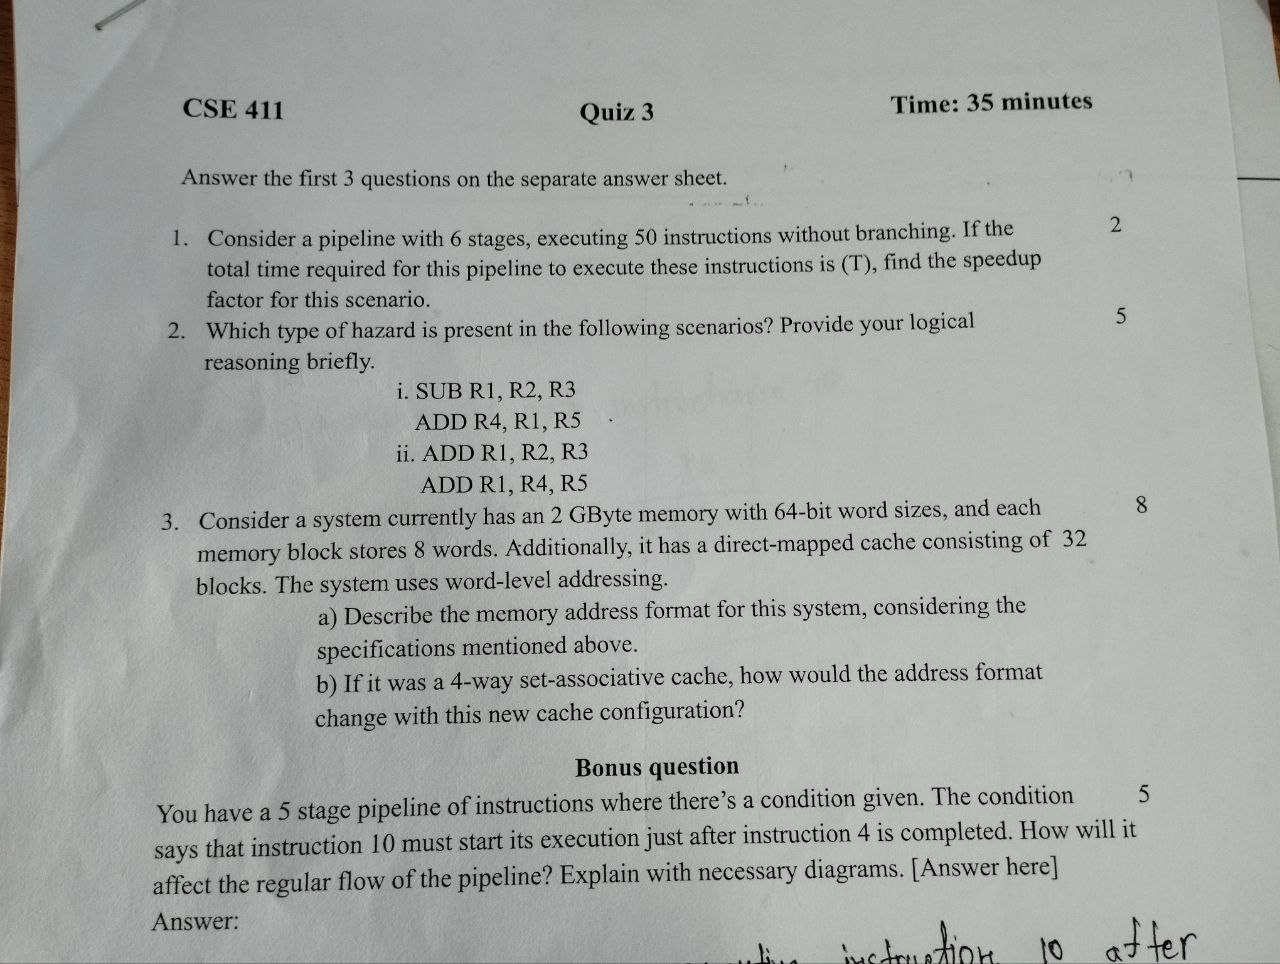 CSE 411 Quiz 3 Time: 35 minutes
Answer the first 3 questions on the separate answer sheet.
1. Consider a pipeline with 6 stages, executing 50 instructions without branching. If the 2
total time required for this pipeline to execute these instructions is (T), find the speedup
factor for this scenario.
2. Which type of hazard is present in the following scenarios? Provide your logical 5
reasoning briefly.
i. SUB R1, R2, R3
ADD R4, R1, R5
ii. ADD R1, R2, R3
ADD R1, R4, R5
3. Consider a system currently has an 2 GByte memory with 64-bit word sizes, and each 8
memory block stores 8 words. Additionally, it has a direct-mapped cache consisting of 32
blocks. The system uses word-level addressing.
a) Describe the memory address format for this system, considering the
specifications mentioned above.
b) If it was a 4-way set-associative cache, how would the address format
change with this new cache configuration?
Bonus question
You have a 5 stage pipeline of instructions where there's a condition given. The condition 5
says that instruction 10 must start its execution just after instruction 4 is completed. How will it
affect the regular flow of the pipeline? Explain with necessary diagrams. [Answer here]
Answer:
instruction 10 after